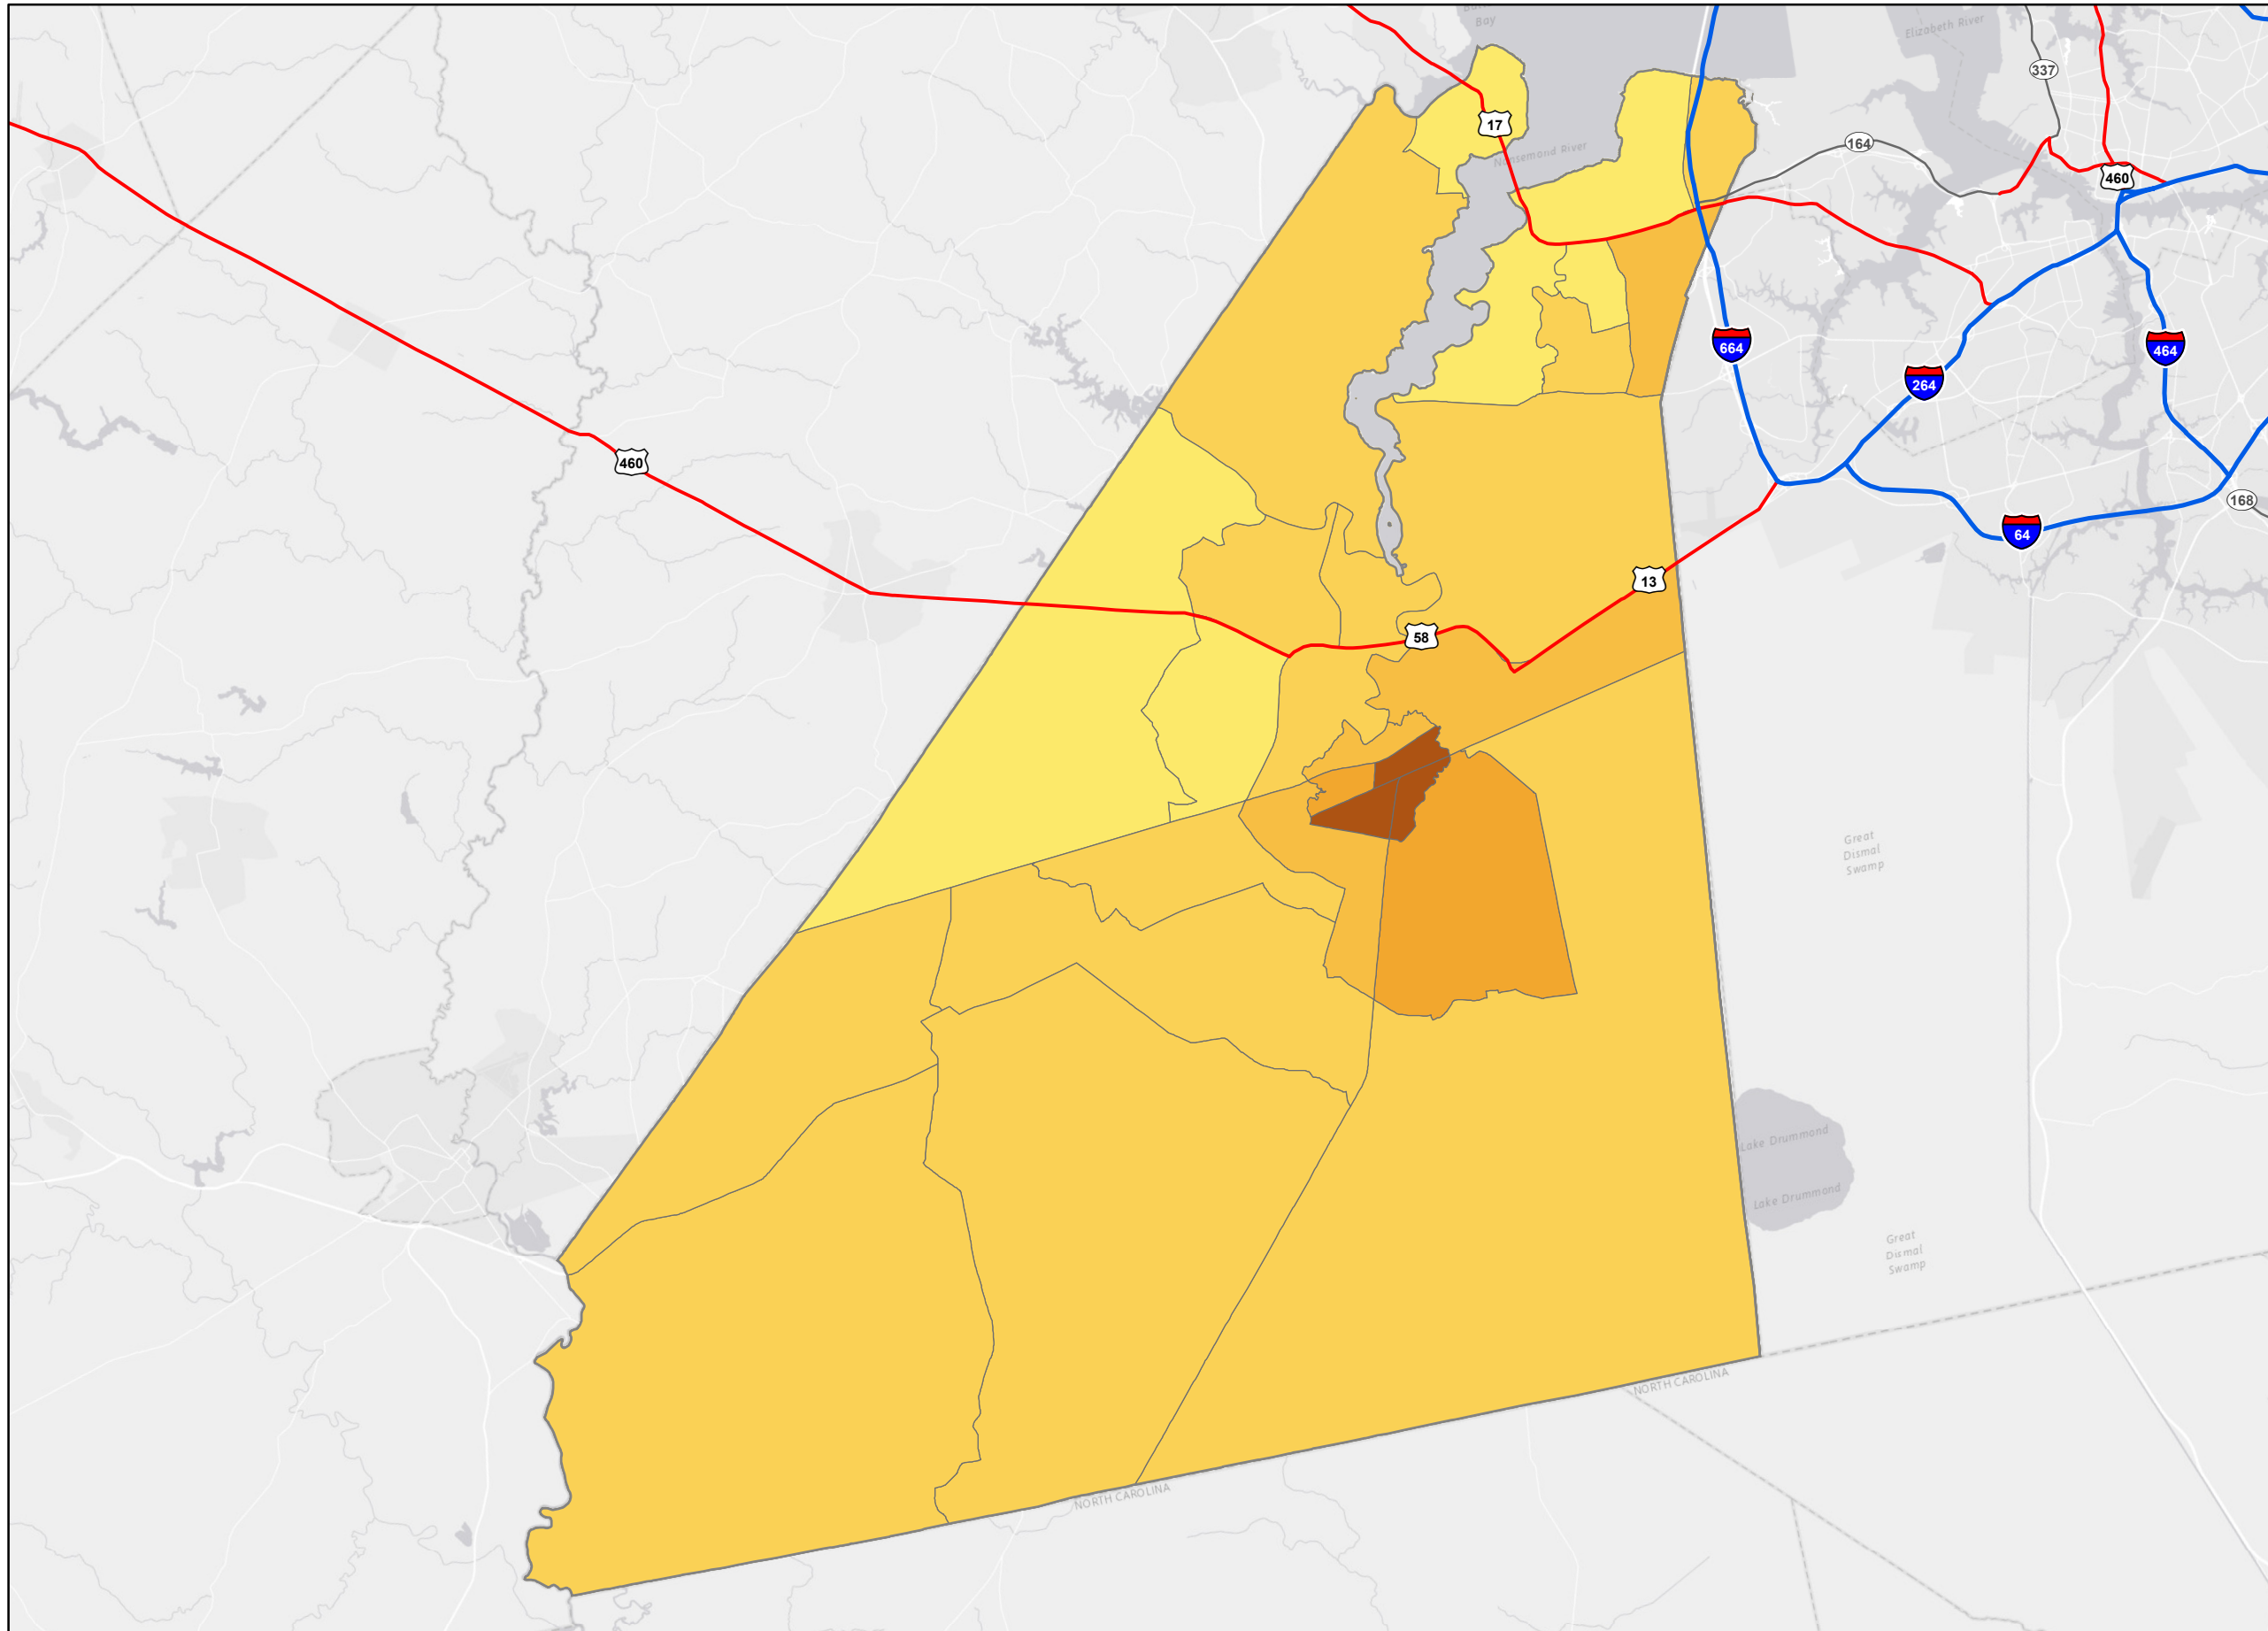 Bay
Elizabeth River
337
17
Nansemond River
164
460
664
464
264
460
168
64
13
58
Great
Dismal
Swamp
Lake Drummond
Lake Drummond
Great
Dismal
Swamp
NORTH CAROLINA
NORTH CAROLINA